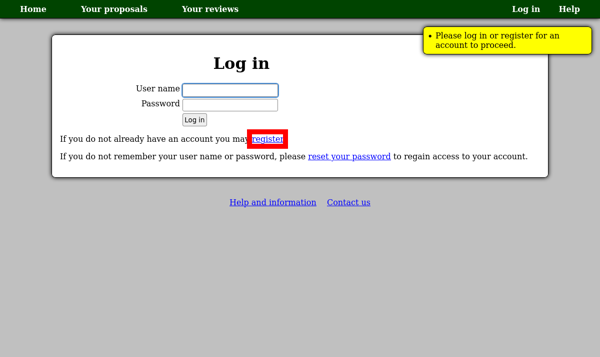 Home Your proposals Your reviews Log in Help
Please log in or register for an
account to proceed.
Log in
User name
Password
Log in
If you do not already have an account you may register
If you do not remember your user name or password, please reset your password to regain access to your account.
Help and information Contact us